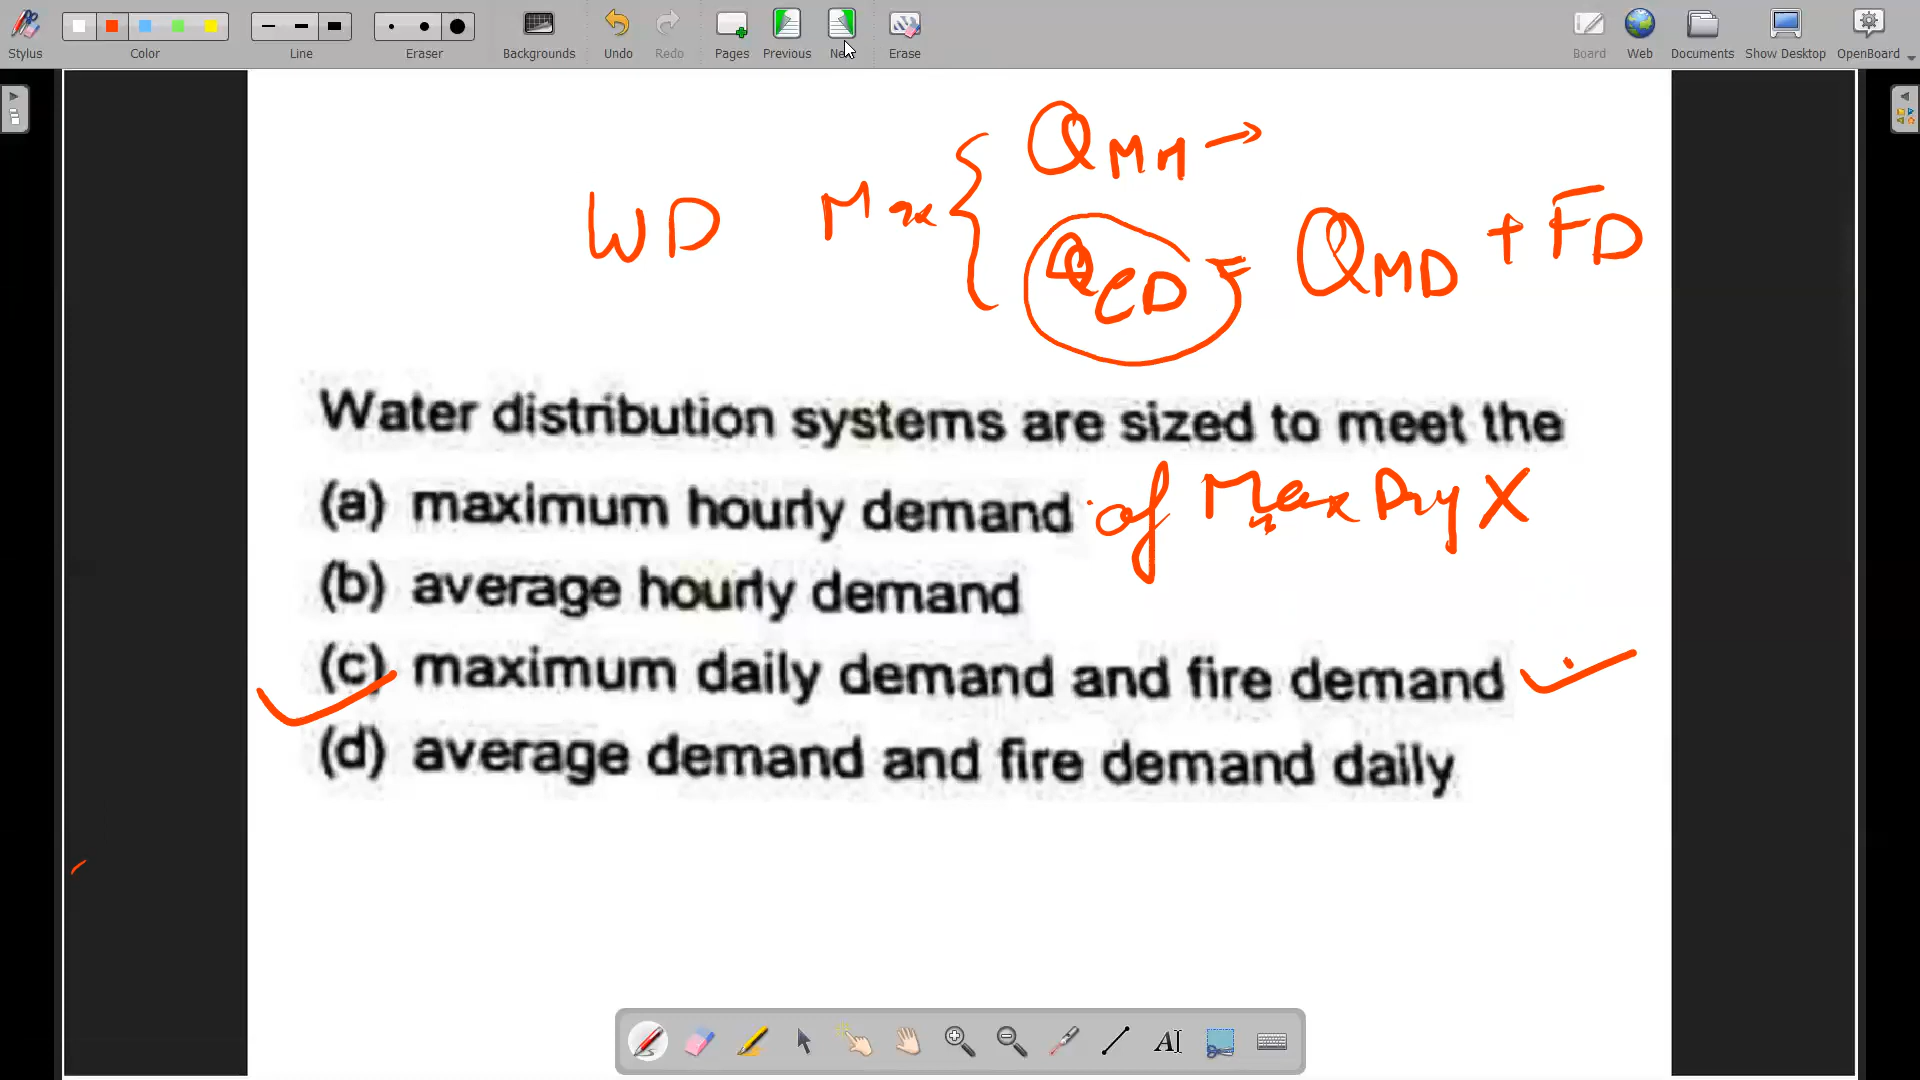 Stylus Color Line Eraser Backgrounds Undo Redo Pages Previous Next Erase Board Web Documents Show Desktop OpenBoard
QMH →
WD Max { QCD = QMD + FD
Water distribution systems are sized to meet the
(a) maximum hourly demand of Max Day X
(b) average hourly demand
(c) maximum daily demand and fire demand
(d) average demand and fire demand daily